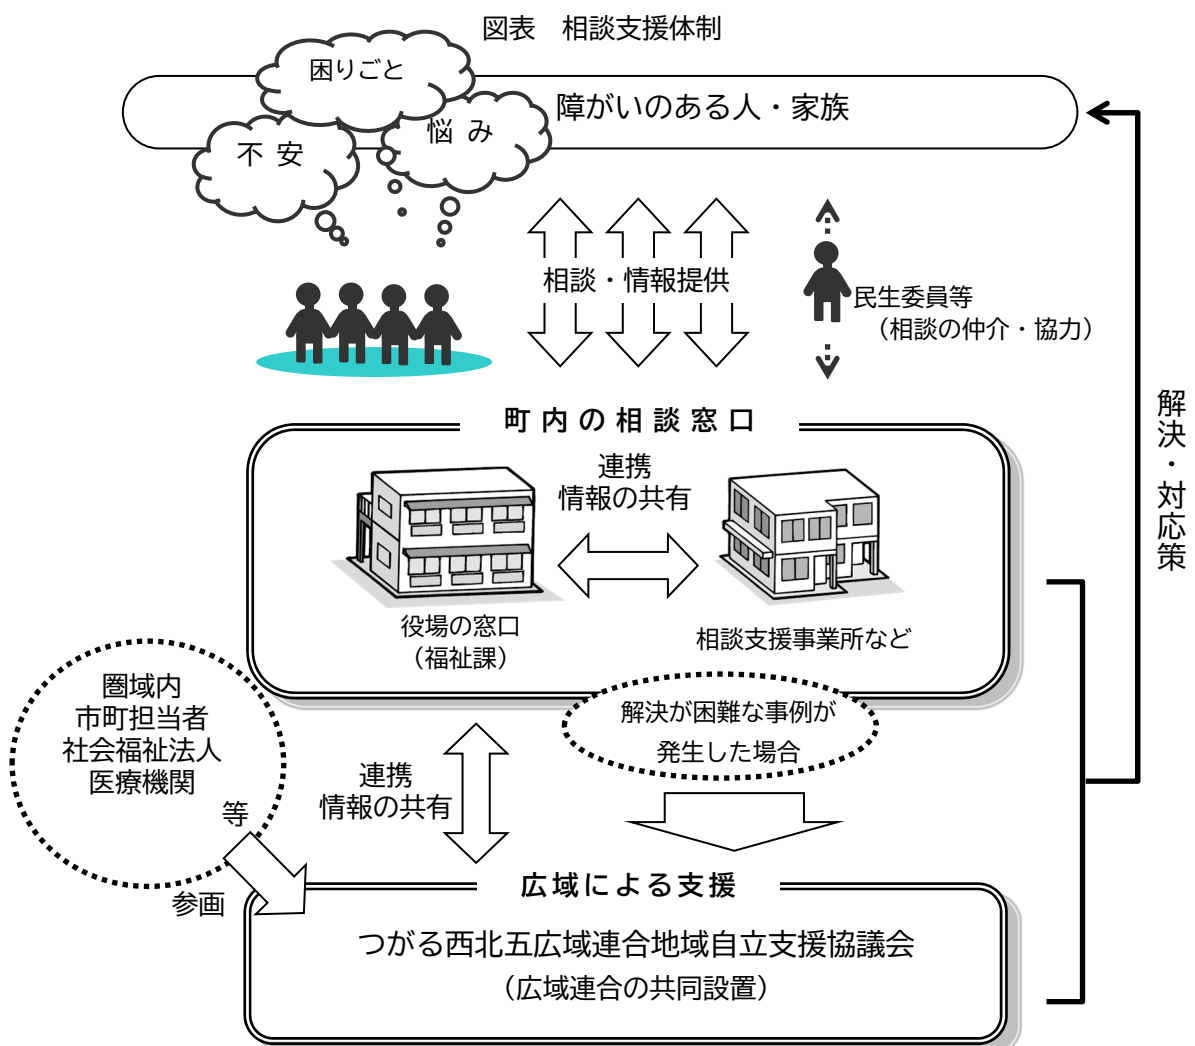 図表　相談支援体制
困りごと
障がいのある人・家族
悩 み
不 安
相談・情報提供
民生委員等
（相談の仲介・協力）
解決・対応策
町内の相談窓口
連携
情報の共有
役場の窓口
（福祉課）
相談支援事業所など
圏域内
市町担当者
社会福祉法人
医療機関
等
参画
解決が困難な事例が
発生した場合
連携
情報の共有
広域による支援
つがる西北五広域連合地域自立支援協議会
（広域連合の共同設置）